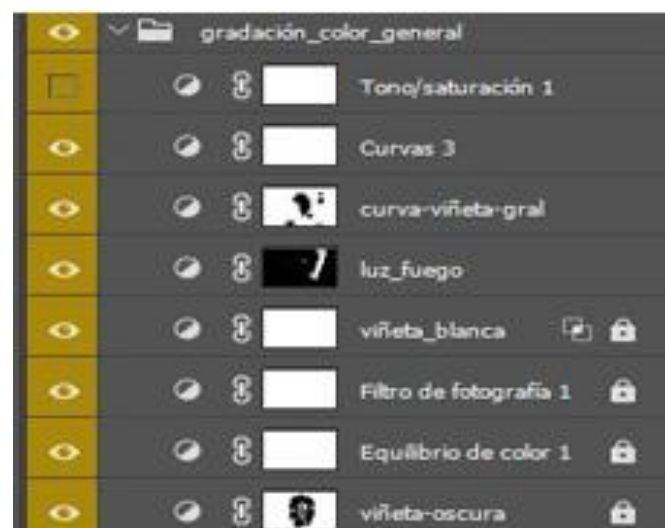 gradación_color_general
Tono/saturación 1
Curvas 3
curva-viñeta-gral
luz_fuego
viñeta_blanca
Filtro de fotografía 1
Equilibrio de color 1
viñeta-oscura